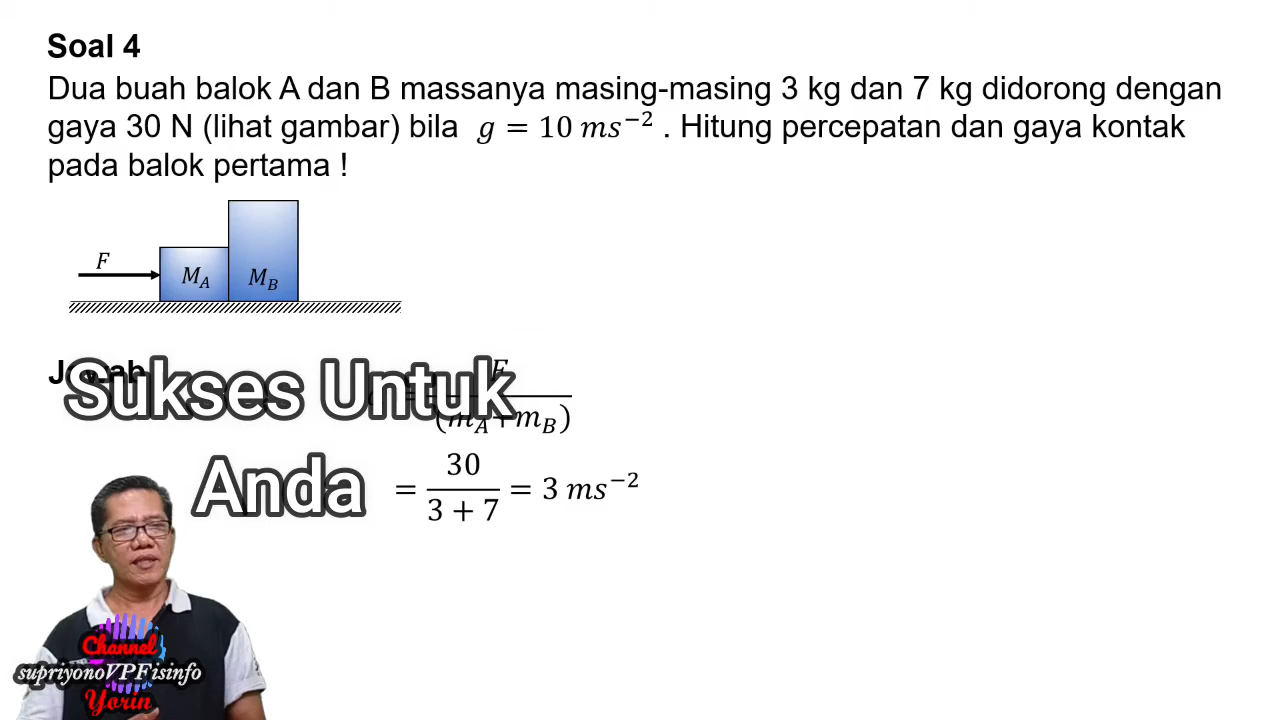 Soal 4
Dua buah balok A dan B massanya masing-masing 3 kg dan 7 kg didorong dengan
gaya 30 N (lihat gambar) bila g = 10 ms⁻² . Hitung percepatan dan gaya kontak
pada balok pertama !
F
M_A M_B
Sukses Untuk
F
(m_A+m_B)
Anda
= 30 / (3 + 7) = 3 ms⁻²
Channel
supriyonoVPFisinfo
Yorin